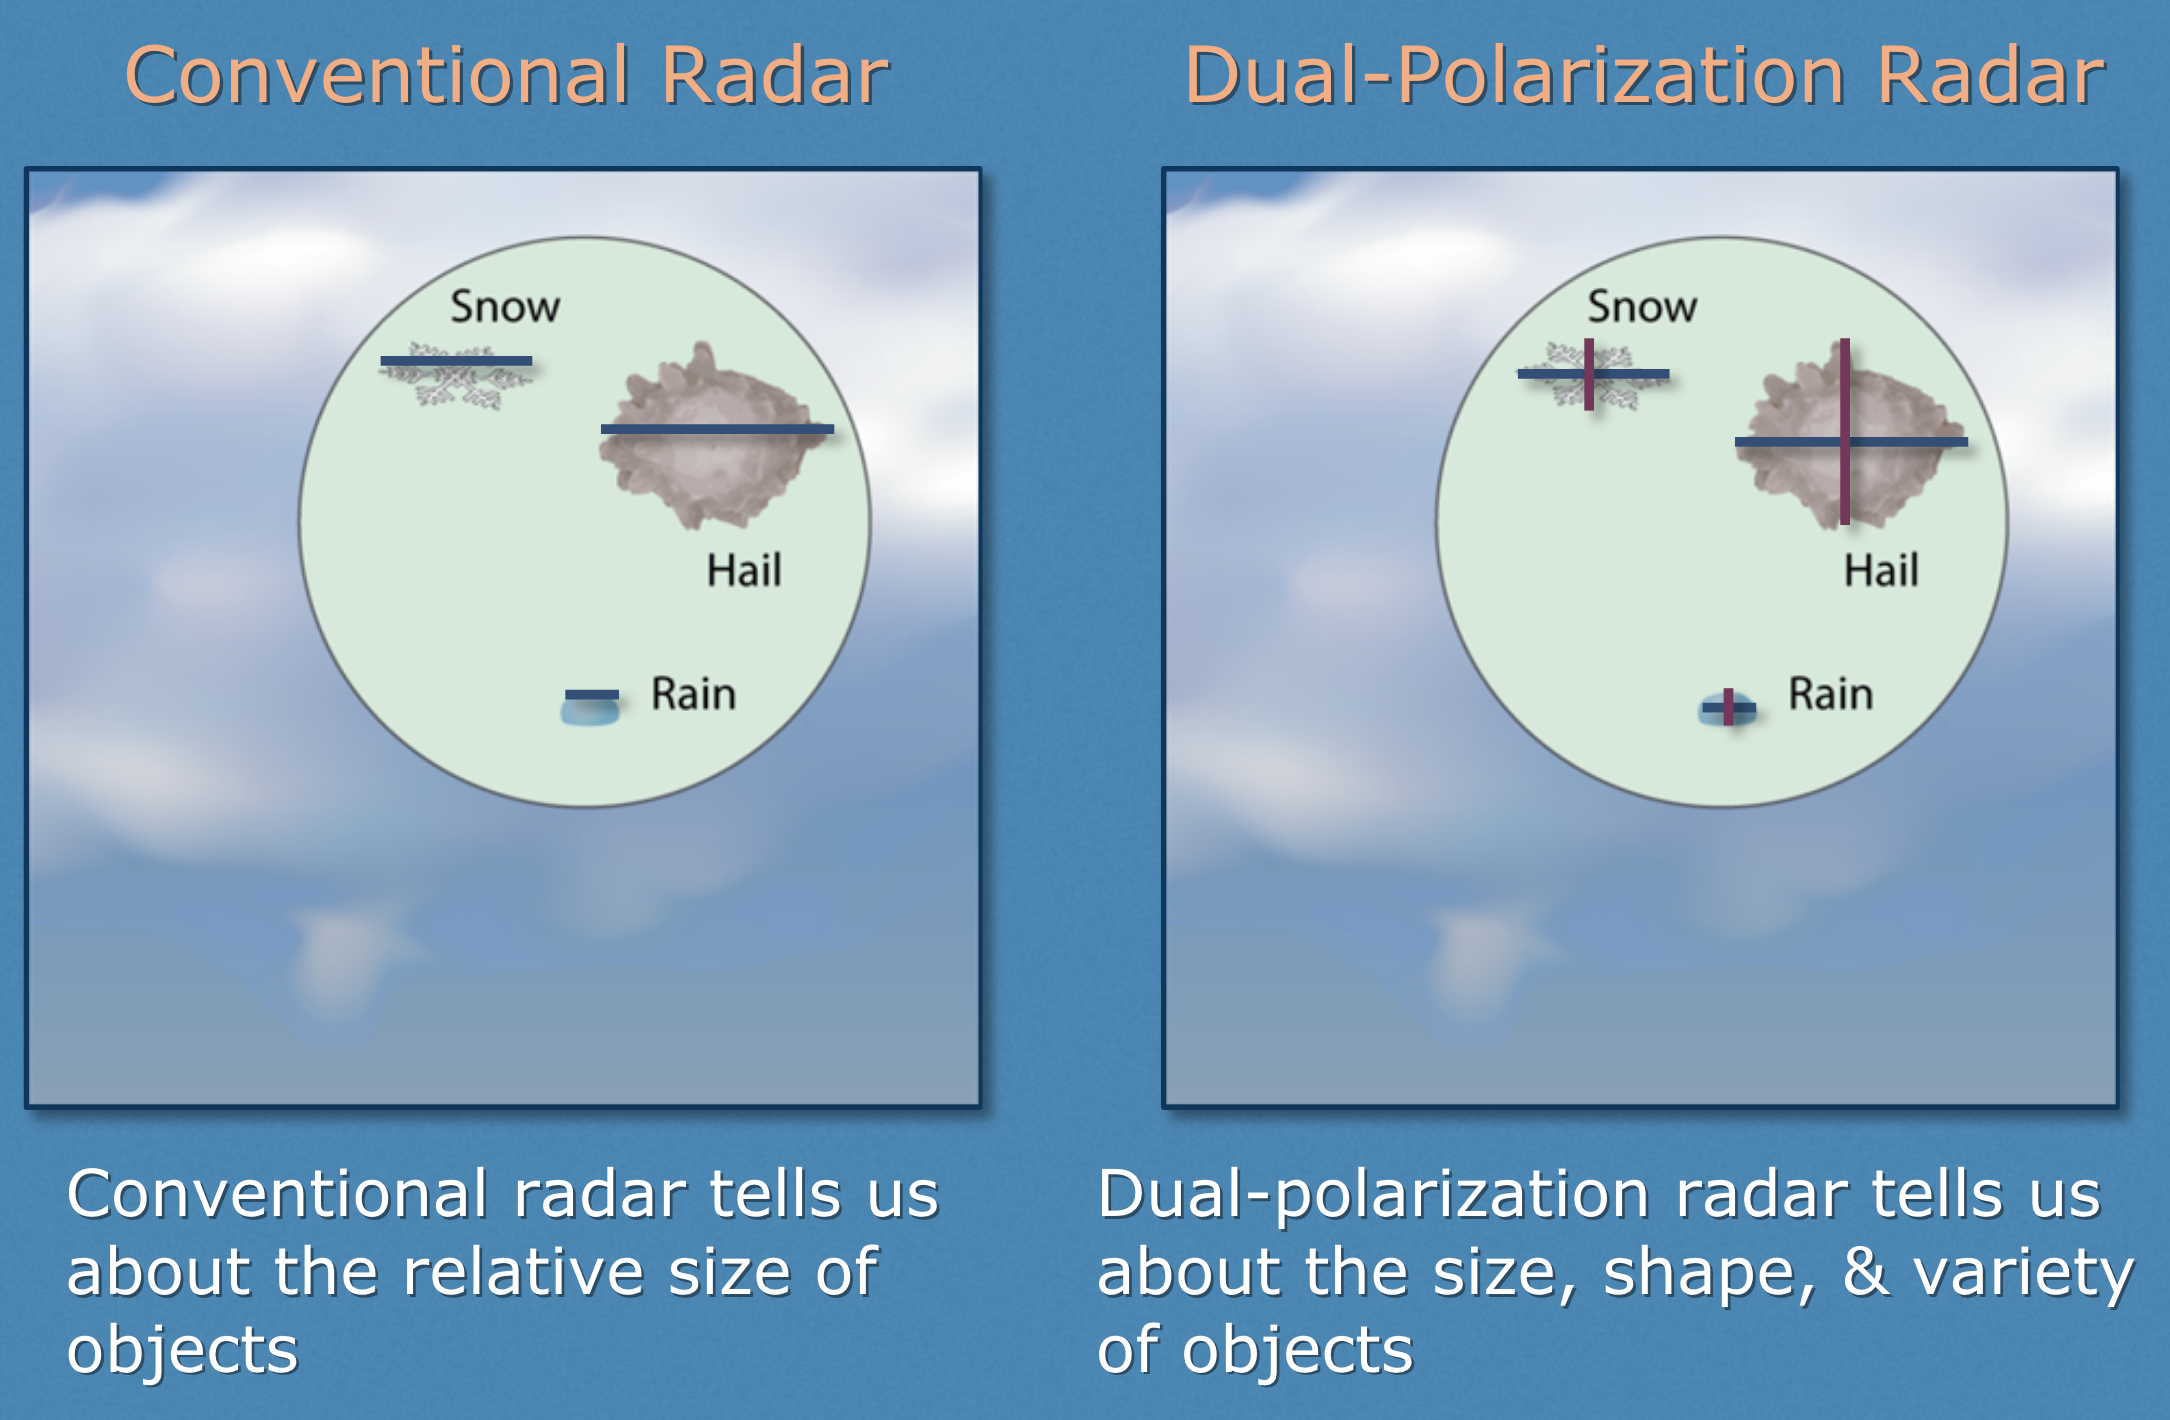 Conventional Radar
Snow
Hail
Rain
Conventional radar tells us
about the relative size of
objects
Dual-Polarization Radar
Snow
Hail
Rain
Dual-polarization radar tells us
about the size, shape, & variety
of objects